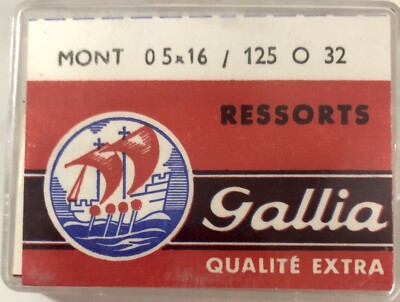 MONT 05x16 / 125 O 32
RESSORTS
Gallia
QUALITÉ EXTRA